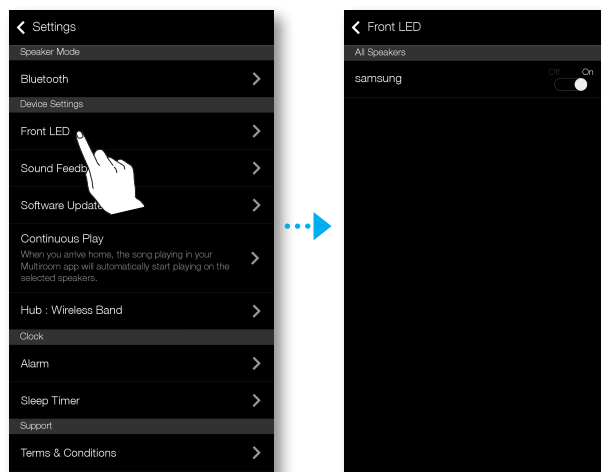 Settings
Speaker Mode
Bluetooth
Device Settings
Front LED
Sound Feedb
Software Update
Continuous Play
When you arrive home, the song playing in your
Multiroom app will automatically start playing on the
selected speakers.
Hub : Wireless Band
Clock
Alarm
Sleep Timer
Support
Terms & Conditions
Front LED
All Speakers
samsung
Off On